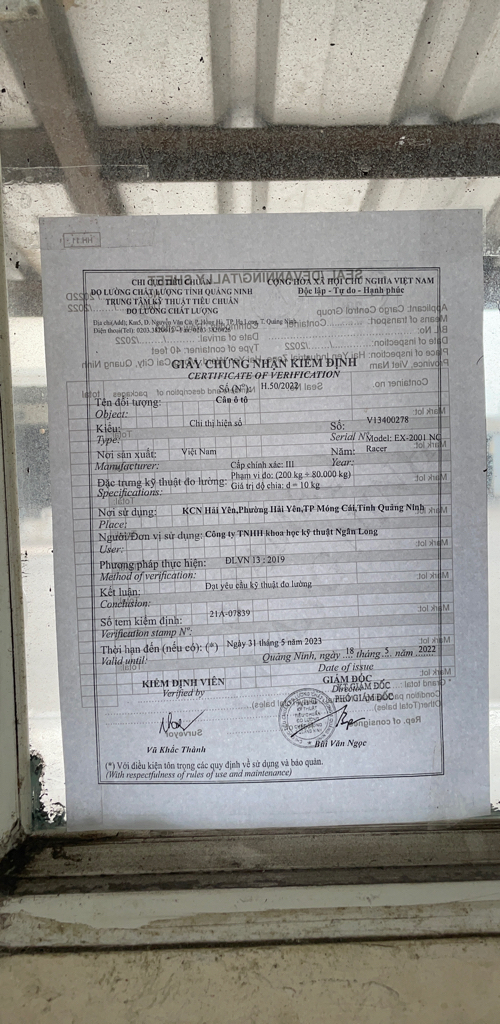 CHI CỤC TIÊU CHUẨN
ĐO LƯỜNG CHẤT LƯỢNG TỈNH QUẢNG NINH
TRUNG TÂM KỸ THUẬT TIÊU CHUẨN
ĐO LƯỜNG CHẤT LƯỢNG
CỘNG HÒA XÃ HỘI CHỦ NGHĨA VIỆT NAM
Độc lập - Tự do - Hạnh phúc
GIẤY CHỨNG NHẬN KIỂM ĐỊNH
CERTIFICATE OF VERIFICATION
Số (N°): H.50/2022
Tên đối tượng: Cân ô tô
Object:
Kiểu: Chỉ thị hiện số
Type:
Số: V13400278
Serial N° Model: EX-2001 NC
Nơi sản xuất: Việt Nam
Manufacturer:
Năm: Racer
Year:
Đặc trưng kỹ thuật đo lường: Cấp chính xác: III
Specifications: Phạm vi đo: (200 kg ÷ 80.000 kg)
Giá trị độ chia: d = 10 kg
Nơi sử dụng: KCN Hải Yên,Phường Hải Yên,TP Móng Cái,Tỉnh Quảng Ninh
Place:
Người/Đơn vị sử dụng: Công ty TNHH khoa học kỹ thuật Ngân Long
User:
Phương pháp thực hiện: ĐLVN 13 : 2019
Method of verification:
Kết luận: Đạt yêu cầu kỹ thuật đo lường
Conclusion:
Số tem kiểm định: 21A-07839
Verification stamp N°:
Thời hạn đến (nếu có): (*) Ngày 31 tháng 5 năm 2023
Valid until:
Quảng Ninh, ngày 18 tháng 5 năm 2022
Date of issue
KIỂM ĐỊNH VIÊN
Verified by
GIÁM ĐỐC
Director
PHÓ GIÁM ĐỐC
Vũ Khắc Thành
Bùi Văn Ngọc
(*) Với điều kiện tôn trọng các quy định về sử dụng và bảo quản.
(With respectfulness of rules of use and maintenance)